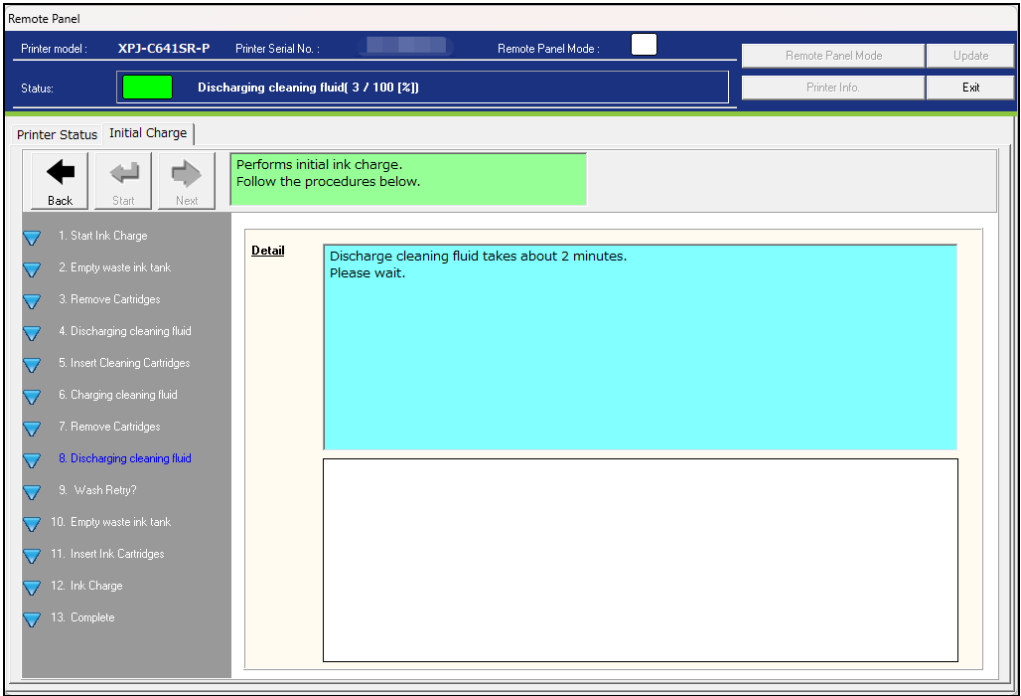 Remote Panel
Printer model : XPJ-C641SR-P Printer Serial No. : Remote Panel Mode :
Remote Panel Mode Update
Status: Discharging cleaning fluid[ 3 / 100 [%]]
Printer Info. Exit
Printer Status Initial Charge
Back Start Next
Performs initial ink charge.
Follow the procedures below.
1. Start Ink Charge
2. Empty waste ink tank
3. Remove Cartridges
4. Discharging cleaning fluid
5. Insert Cleaning Cartridges
6. Charging cleaning fluid
7. Remove Cartridges
8. Discharging cleaning fluid
9. Wash Retry?
10. Empty waste ink tank
11. Insert Ink Cartridges
12. Ink Charge
13. Complete
Detail
Discharge cleaning fluid takes about 2 minutes.
Please wait.